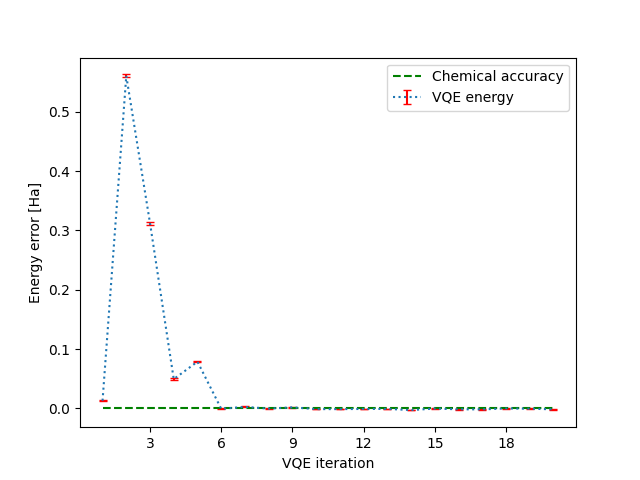 Chemical accuracy
VQE energy
Energy error [Ha]
0.5
0.4
0.3
0.2
0.1
0.0
3 6 9 12 15 18
VQE iteration